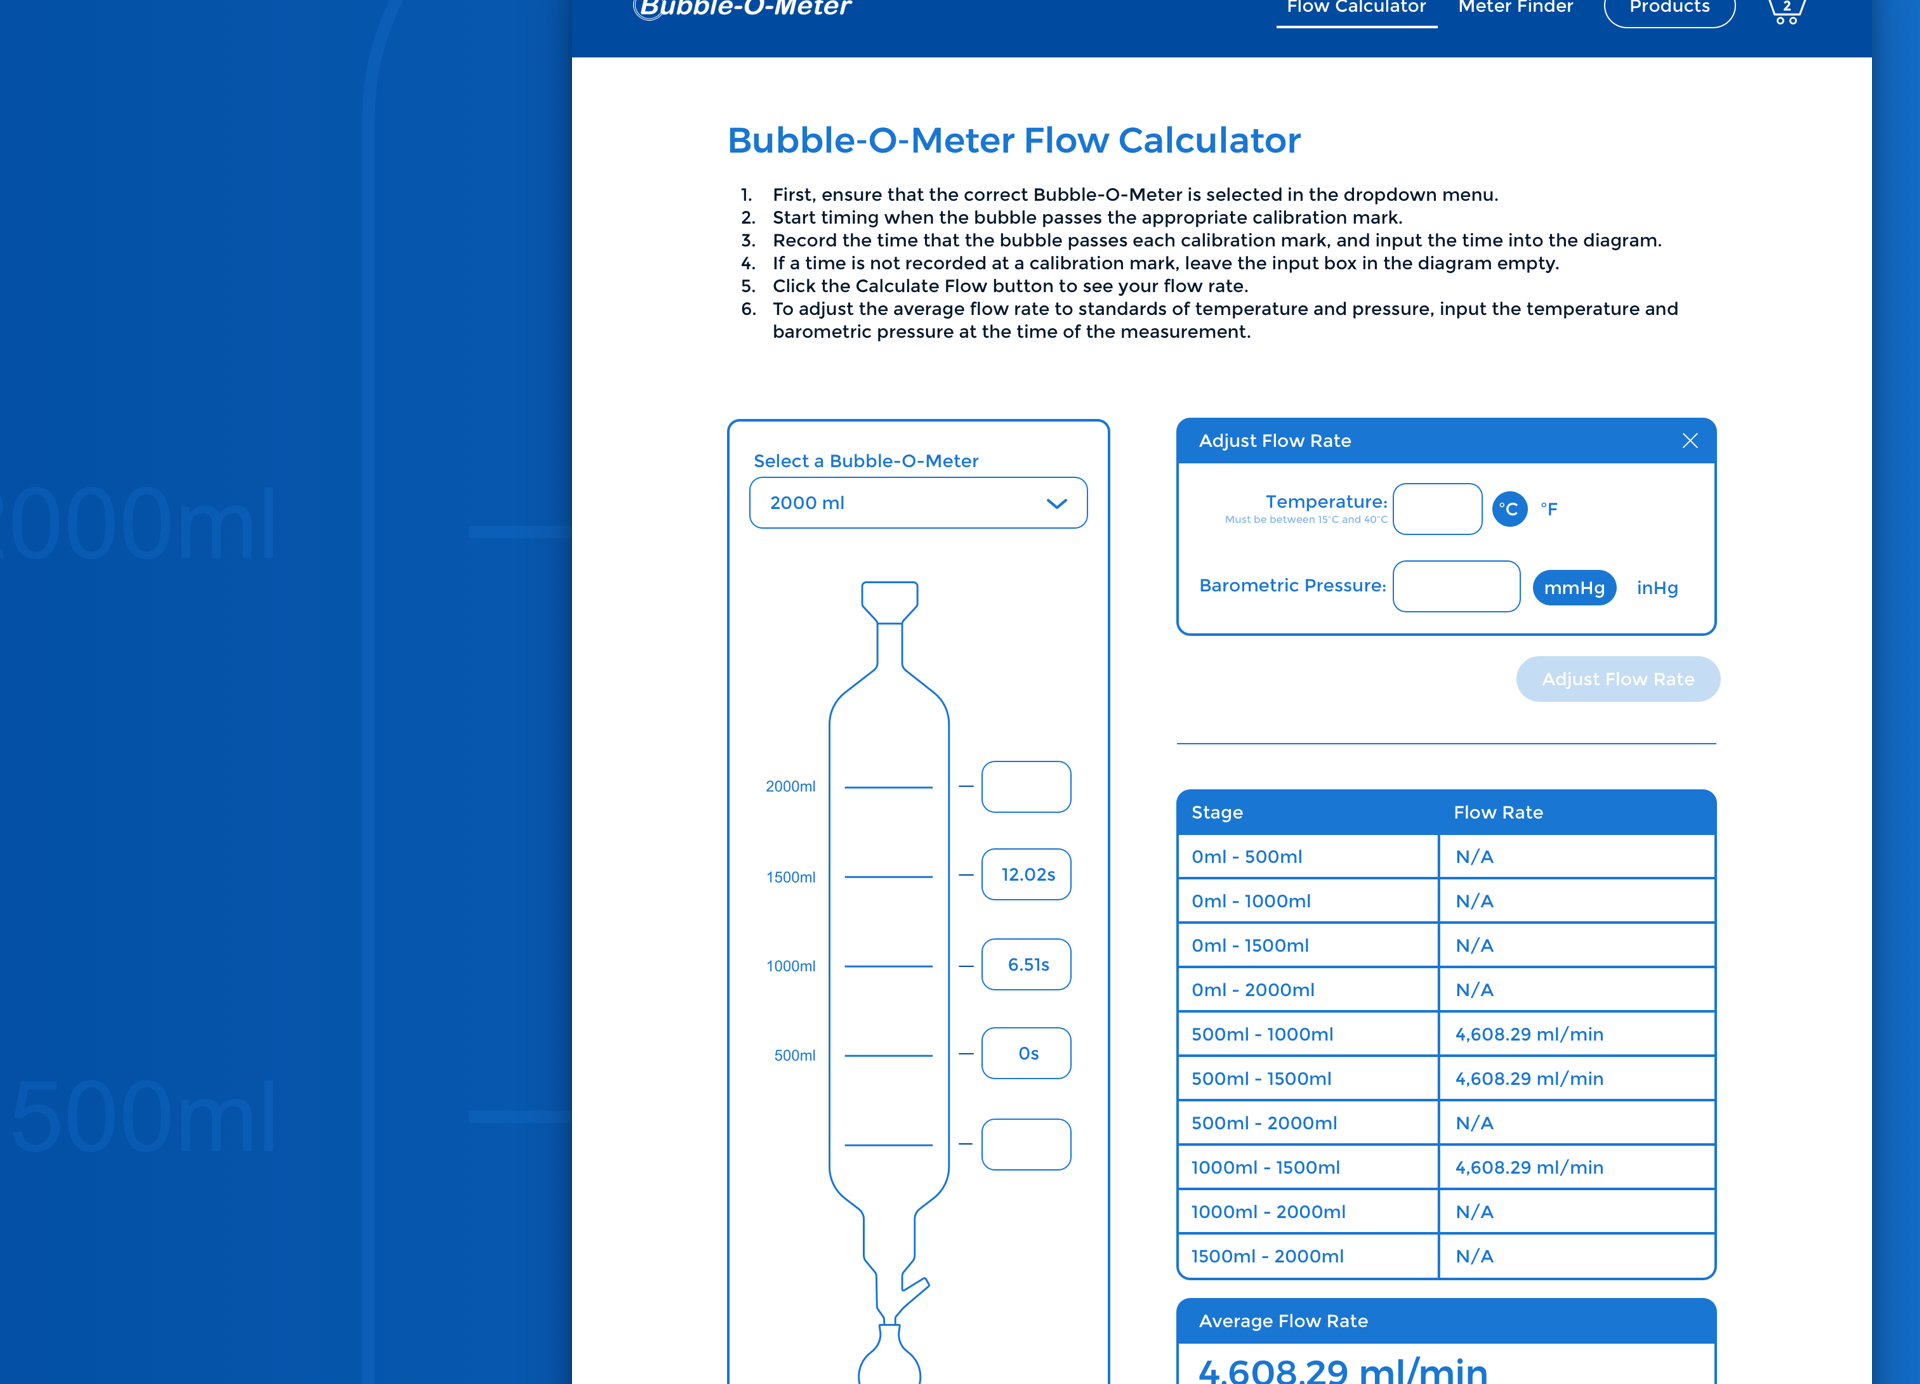 Bubble-O-Meter
Flow Calculator
Meter Finder
Products
2
Bubble-O-Meter Flow Calculator
1. First, ensure that the correct Bubble-O-Meter is selected in the dropdown menu.
2. Start timing when the bubble passes the appropriate calibration mark.
3. Record the time that the bubble passes each calibration mark, and input the time into the diagram.
4. If a time is not recorded at a calibration mark, leave the input box in the diagram empty.
5. Click the Calculate Flow button to see your flow rate.
6. To adjust the average flow rate to standards of temperature and pressure, input the temperature and
barometric pressure at the time of the measurement.
2000ml
500ml
Select a Bubble-O-Meter
2000 ml
2000ml
1500ml 12.02s
1000ml 6.51s
500ml 0s
Adjust Flow Rate
Temperature: °C °F
Must be between 15°C and 40°C
Barometric Pressure: mmHg inHg
Adjust Flow Rate
Stage Flow Rate
0ml - 500ml N/A
0ml - 1000ml N/A
0ml - 1500ml N/A
0ml - 2000ml N/A
500ml - 1000ml 4,608.29 ml/min
500ml - 1500ml 4,608.29 ml/min
500ml - 2000ml N/A
1000ml - 1500ml 4,608.29 ml/min
1000ml - 2000ml N/A
1500ml - 2000ml N/A
Average Flow Rate
4,608.29 ml/min